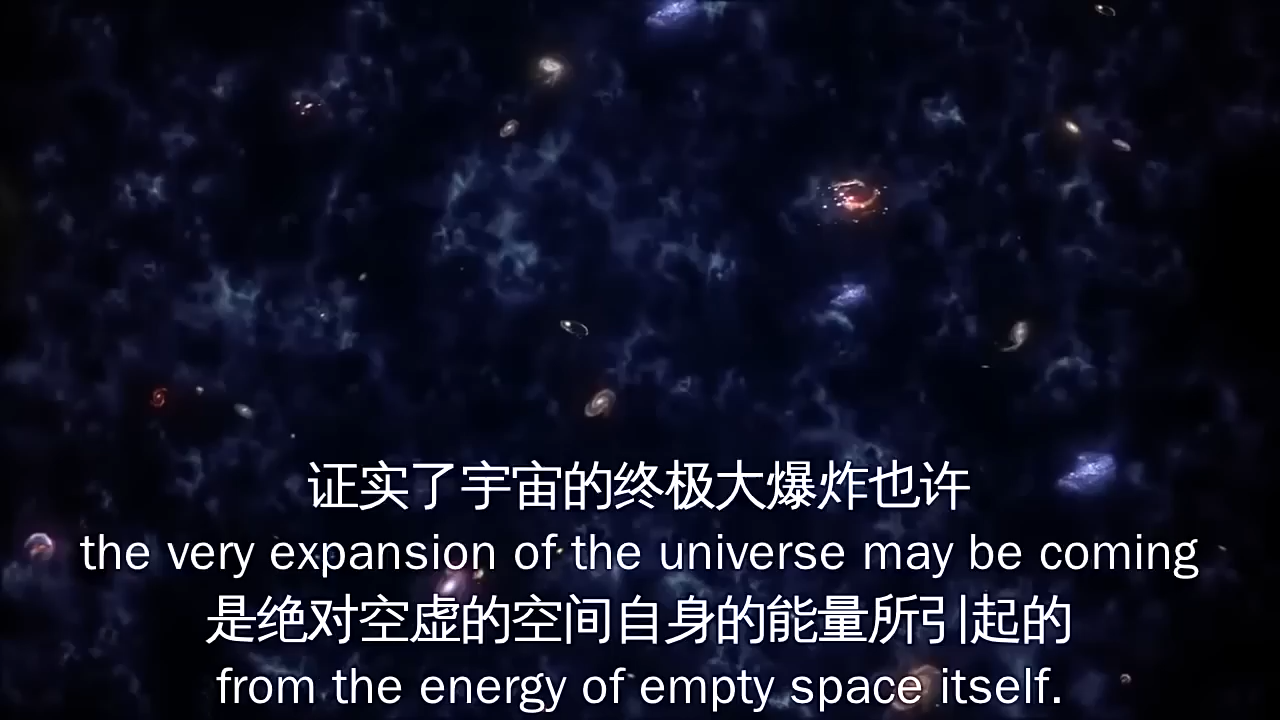 证实了宇宙的终极大爆炸也许
the very expansion of the universe may be coming
是绝对空虚的空间自身的能量所引起的
from the energy of empty space itself.